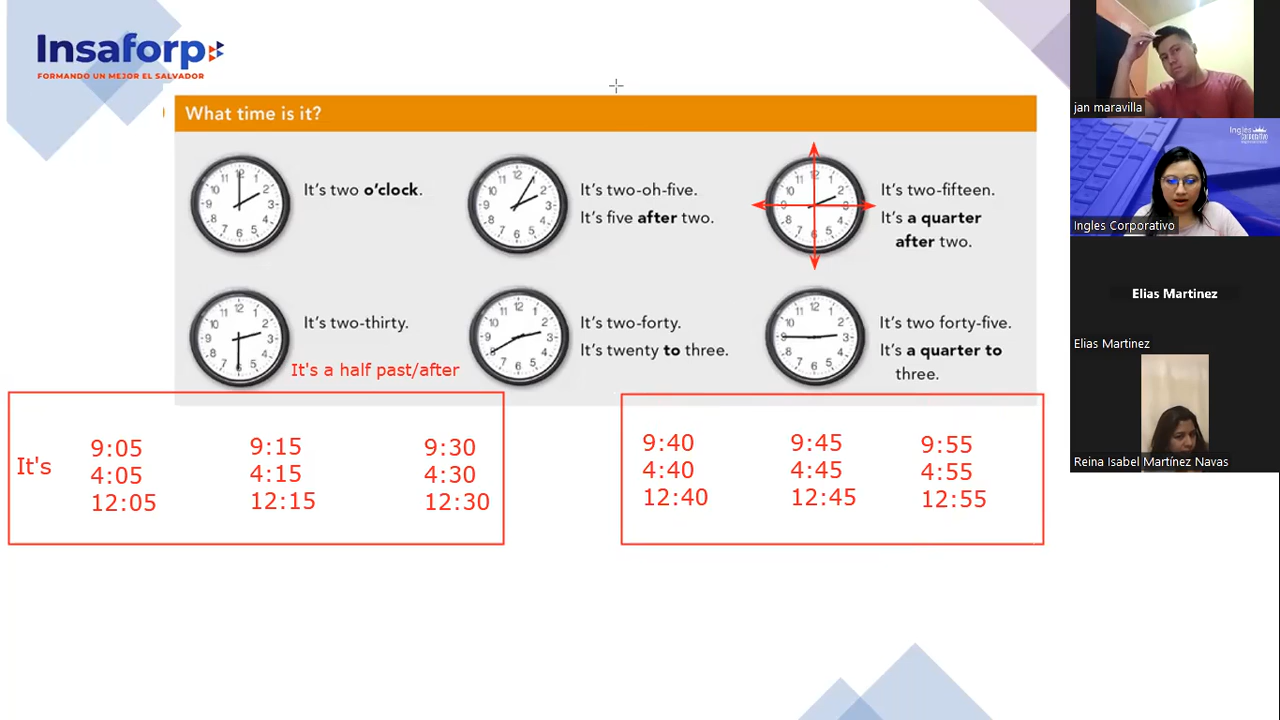 Insaforp
FORMANDO UN MEJOR EL SALVADOR
What time is it?
It's two o'clock.
It's two-oh-five.
It's five after two.
It's two-fifteen.
It's a quarter
after two.
It's two-thirty.
It's a half past/after
It's two-forty.
It's twenty to three.
It's two forty-five.
It's a quarter to
three.
It's
9:05 9:15 9:30
4:05 4:15 4:30
12:05 12:15 12:30
9:40 9:45 9:55
4:40 4:45 4:55
12:40 12:45 12:55
jan maravilla
Ingles
Ingles Corporativo
Elias Martinez
Elias Martinez
Reina Isabel Martínez Navas